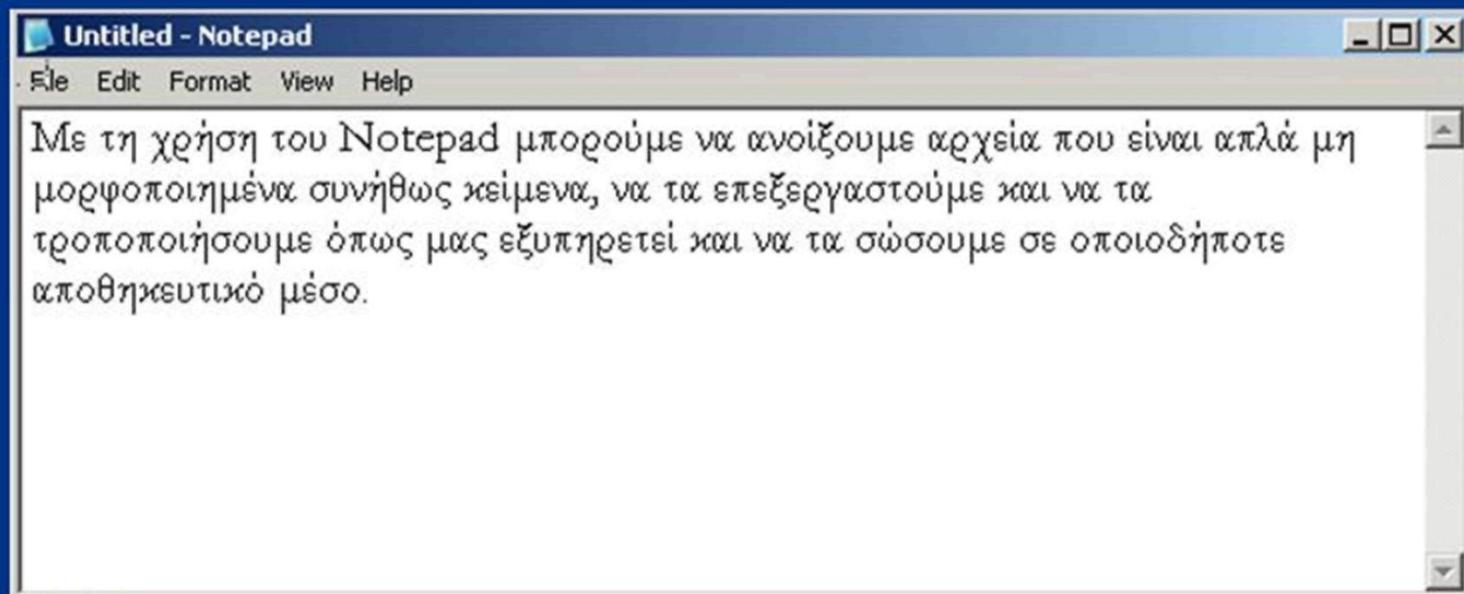 Untitled - Notepad
File Edit Format View Help
Με τη χρήση του Notepad μπορούμε να ανοίξουμε αρχεία που είναι απλά μη
μορφοποιημένα συνήθως κείμενα, να τα επεξεργαστούμε και να τα
τροποποιήσουμε όπως μας εξυπηρετεί και να τα σώσουμε σε οποιοδήποτε
αποθηκευτικό μέσο.